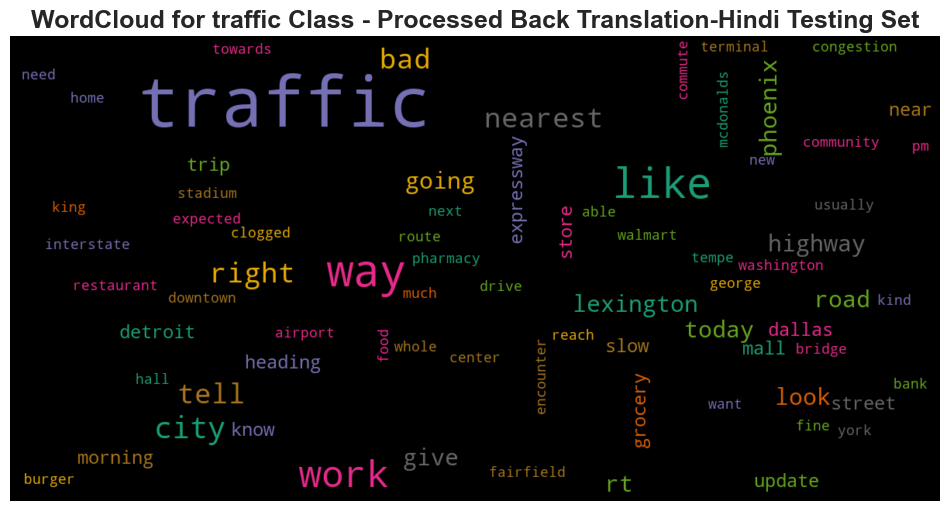 WordCloud for traffic Class - Processed Back Translation-Hindi Testing Set
towards
bad
commute
terminal
congestion
need
home
traffic
nearest
mcdonalds
phoenix
near
community
pm
new
trip
going
expressway
like
stadium
king
expected
next
store
able
usually
clogged
interstate
route
walmart
highway
pharmacy
tempe
washington
right
way
restaurant
downtown
much
drive
george
lexington
road
kind
detroit
airport
food
reach
today
dallas
heading
whole
center
encounter
slow
mall
bridge
hall
tell
grocery
want
look
street
bank
city
know
fine
york
morning
give
burger
work
fairfield
rt
update